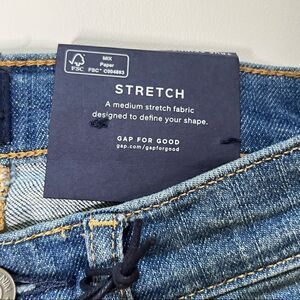 FSC
MIX
Paper
FSC® C004883
STRETCH
A medium stretch fabric
designed to define your shape.
GAP FOR GOOD
gap.com/gapforgood